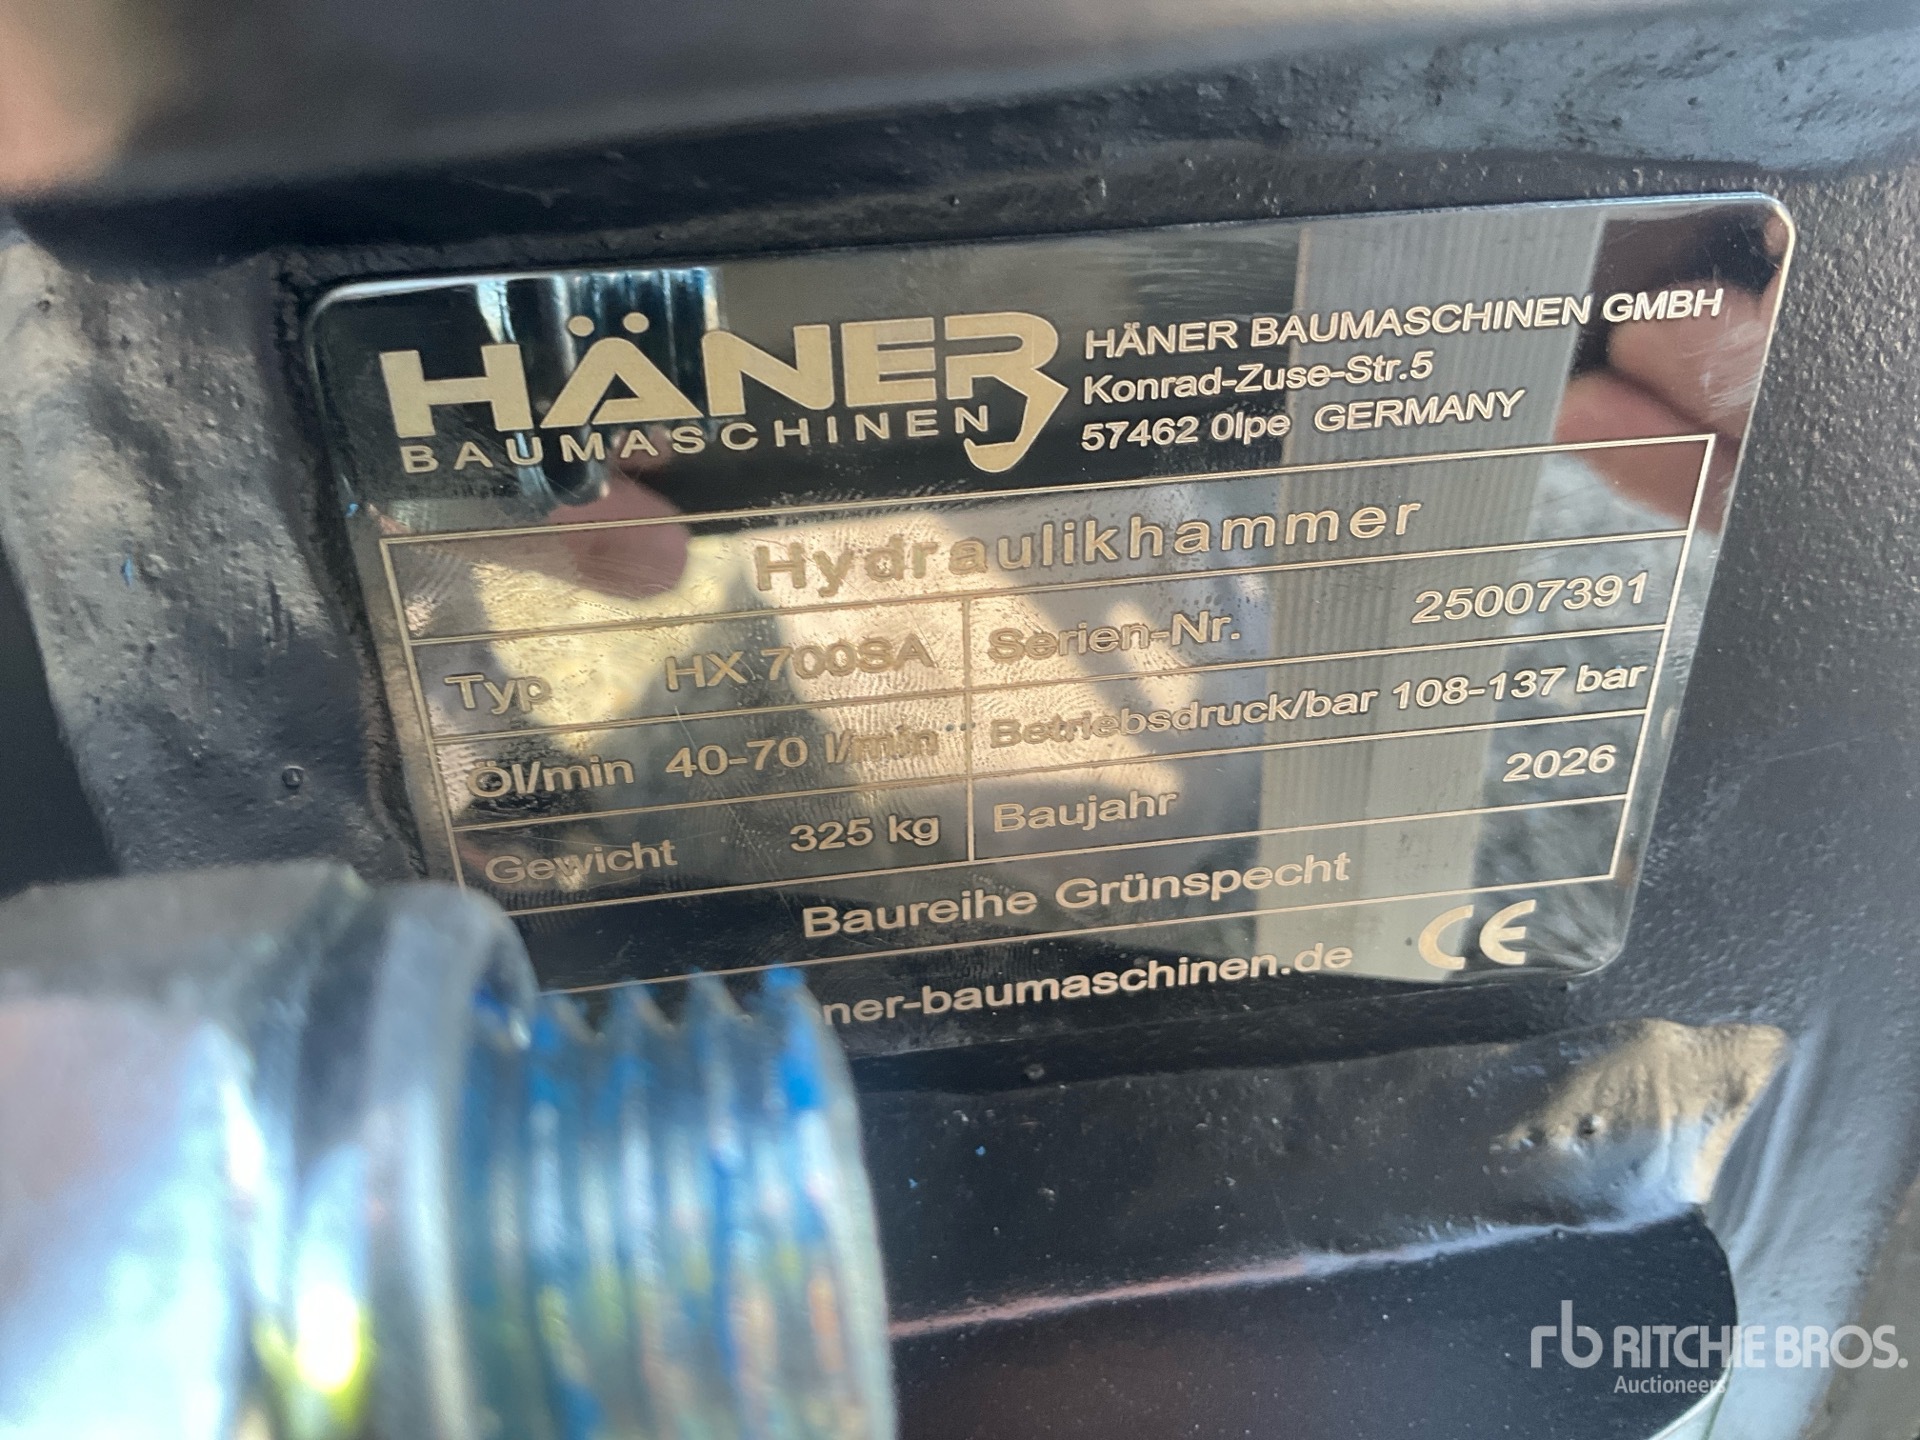 HÄNER
BAUMASCHINEN
HÄNER BAUMASCHINEN GMBH
Konrad-Zuse-Str.5
57462 Olpe GERMANY
Hydraulikhammer
Typ HX 700SA Serien-Nr. 25007391
Öl/min 40-70 l/min Betriebsdruck/bar 108-137 bar
Gewicht 325 kg Baujahr 2026
Baureihe Grünspecht
ner-baumaschinen.de CE
rb RITCHIE BROS.
Auctioneers